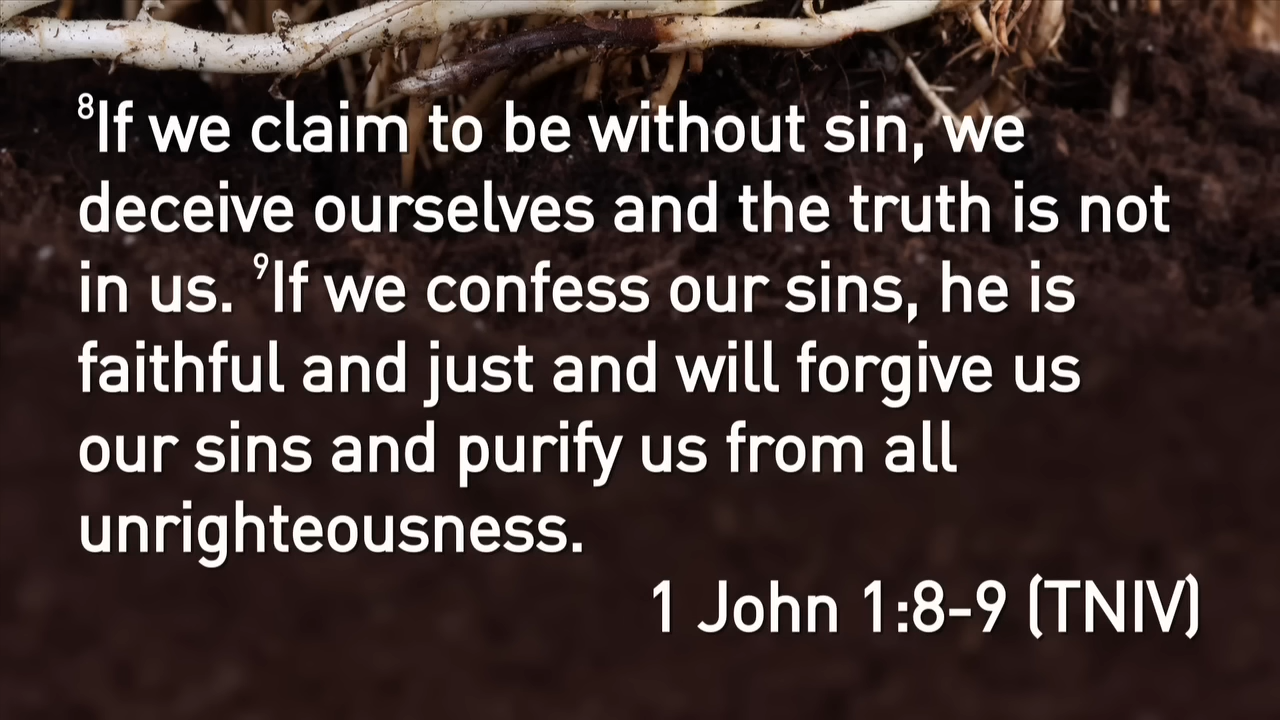 ⁸If we claim to be without sin, we
deceive ourselves and the truth is not
in us. ⁹If we confess our sins, he is
faithful and just and will forgive us
our sins and purify us from all
unrighteousness.
1 John 1:8-9 (TNIV)